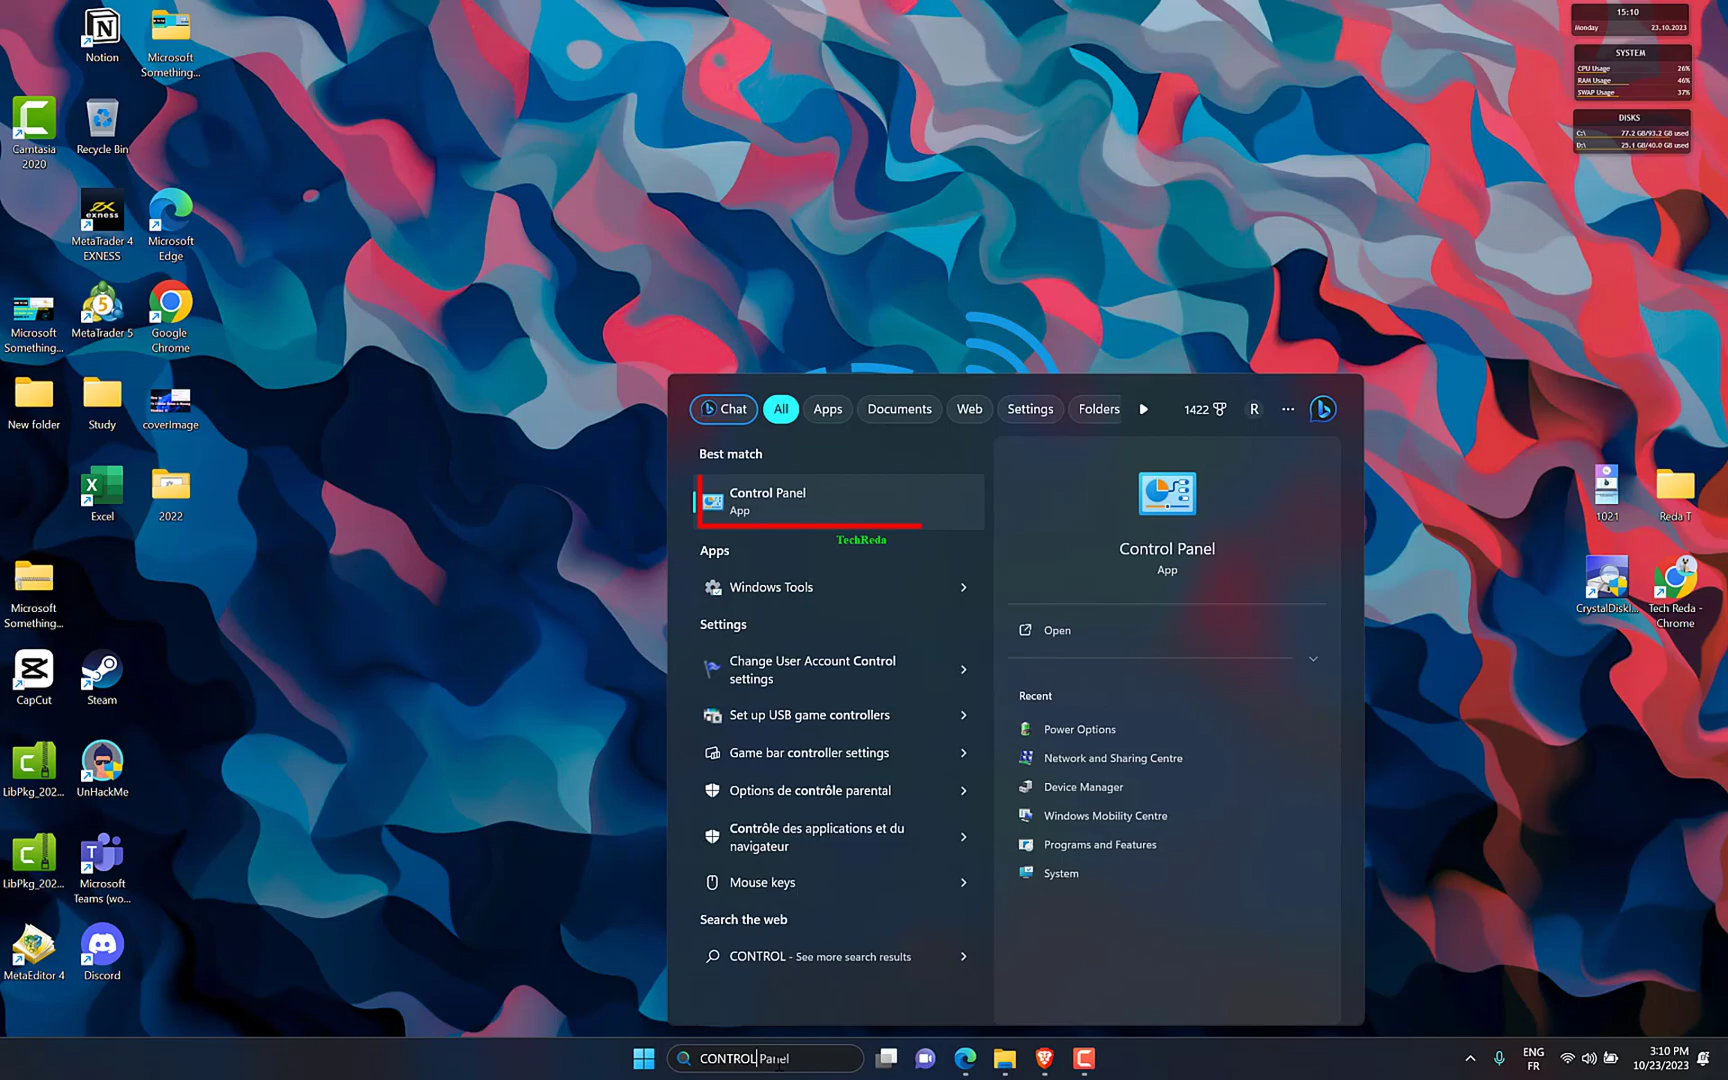 Notion
Microsoft
Something...
Camtasia
2020
Recycle Bin
exness
MetaTrader 4
EXNESS
Microsoft
Edge
Microsoft
Something...
5
MetaTrader 5
Google
Chrome
New folder
Study
coverImage
Excel
2022
Microsoft
Something...
CapCut
Steam
LibPkg_202...
UnHackMe
LibPkg_202...
Microsoft
Teams (wo...
MetaEditor 4
Discord
15:10
Monday 23.10.2023
SYSTEM
CPU Usage 26%
RAM Usage 46%
SWAP Usage 37%
DISKS
C:\ 77.2 GB/93.2 GB used
D:\ 25.1 GB/40.0 GB used
1021
Reda T
CrystalDiskI...
Tech Reda -
Chrome
Chat All Apps Documents Web Settings Folders 1422 R
Best match
Control Panel
App
TechReda
Apps
Windows Tools
Settings
Change User Account Control
settings
Set up USB game controllers
Game bar controller settings
Options de contrôle parental
Contrôle des applications et du
navigateur
Mouse keys
Search the web
CONTROL - See more search results
Control Panel
App
Open
Recent
Power Options
Network and Sharing Centre
Device Manager
Windows Mobility Centre
Programs and Features
System
CONTROL Panel
ENG
FR
3:10 PM
10/23/2023